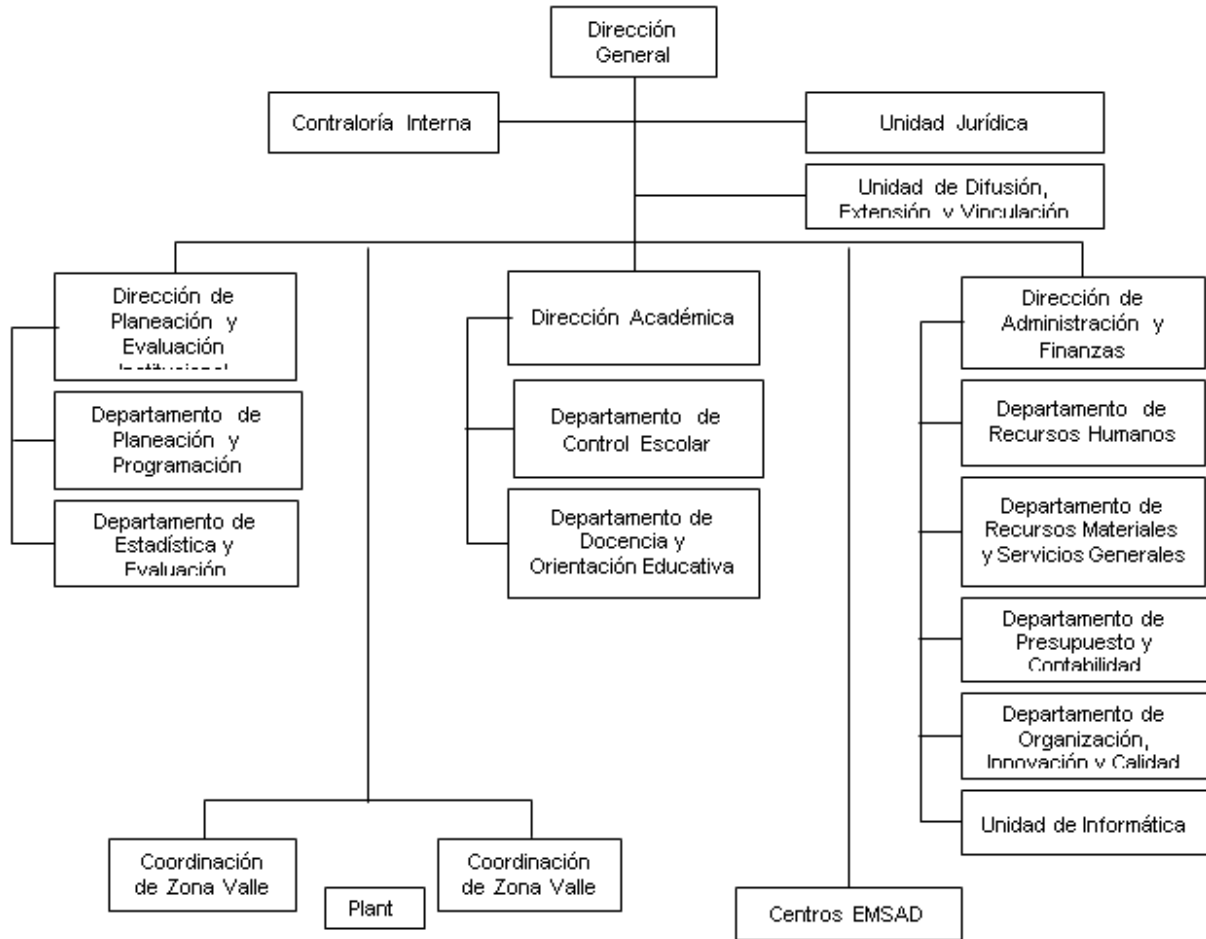 Dirección
General
Contraloría Interna
Unidad Jurídica
Unidad de Difusión,
Extensión y Vinculación
Dirección de
Planeación y
Evaluación
Institucional
Dirección Académica
Dirección de
Administración y
Finanzas
Departamento de
Planeación y
Programación
Departamento de
Control Escolar
Departamento de
Recursos Humanos
Departamento de
Estadística y
Evaluación
Departamento de
Docencia y
Orientación Educativa
Departamento de
Recursos Materiales
y Servicios Generales
Departamento de
Presupuesto y
Contabilidad
Departamento de
Organización,
Innovación y Calidad
Unidad de Informática
Coordinación
de Zona Valle
Plant
Coordinación
de Zona Valle
Centros EMSAD